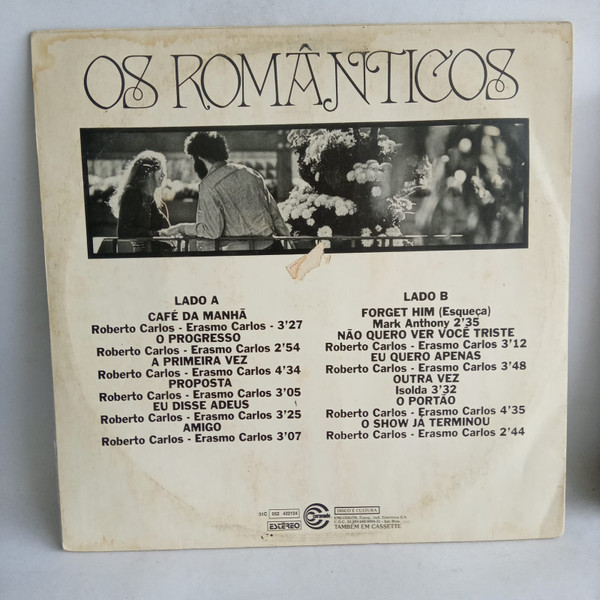 OS ROMÂNTICOS
LADO A
CAFÉ DA MANHÃ
Roberto Carlos - Erasmo Carlos - 3'27
O PROGRESSO
Roberto Carlos - Erasmo Carlos 2'54
A PRIMEIRA VEZ
Roberto Carlos - Erasmo Carlos 4'34
PROPOSTA
Roberto Carlos - Erasmo Carlos 3'05
EU DISSE ADEUS
Roberto Carlos - Erasmo Carlos 3'25
AMIGO
Roberto Carlos - Erasmo Carlos 3'07
LADO B
FORGET HIM (Esqueça)
Mark Anthony 2'35
NÃO QUERO VER VOCÊ TRISTE
Roberto Carlos - Erasmo Carlos 3'12
EU QUERO APENAS
Roberto Carlos - Erasmo Carlos 3'48
OUTRA VEZ
Isolda 3'32
O PORTÃO
Roberto Carlos - Erasmo Carlos 4'35
O SHOW JÁ TERMINOU
Roberto Carlos - Erasmo Carlos 2'44
31C 052 422124
ESTÉREO
DISCO É CULTURA
TAMBÉM EM CASSETTE